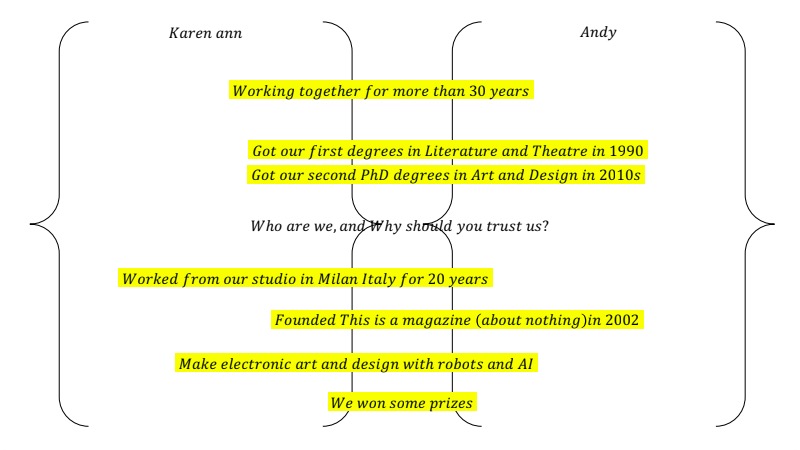 Karen ann
Andy
Working together for more than 30 years
Got our first degrees in Literature and Theatre in 1990
Got our second PhD degrees in Art and Design in 2010s
Who are we, and Why should you trust us?
Worked from our studio in Milan Italy for 20 years
Founded This is a magazine (about nothing)in 2002
Make electronic art and design with robots and AI
We won some prizes